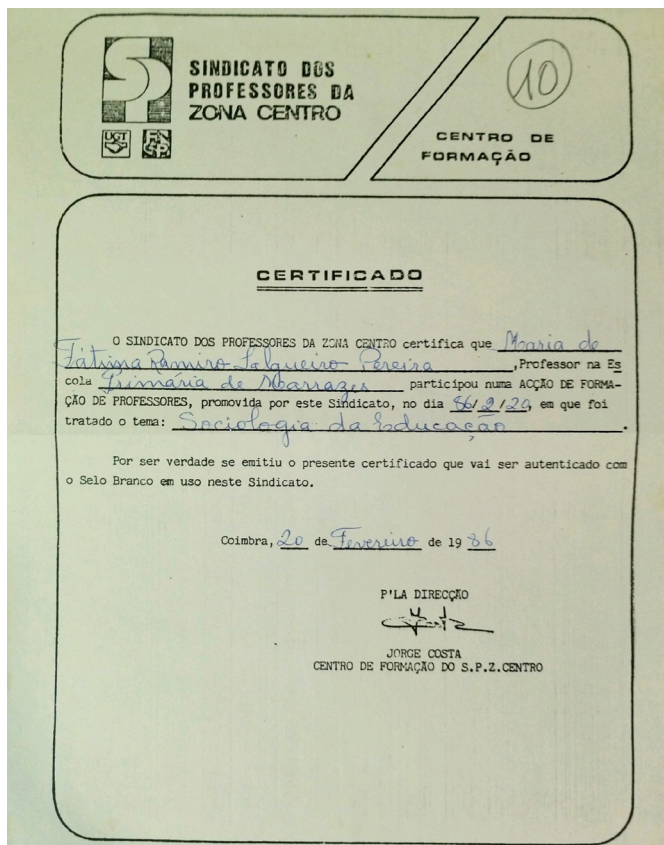 SINDICATO DOS
PROFESSORES DA
ZONA CENTRO
UGT
10
CENTRO DE
FORMAÇÃO
CERTIFICADO
O SINDICATO DOS PROFESSORES DA ZONA CENTRO certifica que Maria de
Fátima Ramiro Salgueiro Pereira ,Professor na Es
cola Primária de Marrazes participou numa ACÇÃO DE FORMA-
ÇÃO DE PROFESSORES, promovida por este Sindicato, no dia 86/2/20, em que foi
tratado o tema: Sociologia da Educação.
Por ser verdade se emitiu o presente certificado que vai ser autenticado com
o Selo Branco em uso neste Sindicato.
Coimbra, 20 de Fevereiro de 19 86
P'LA DIRECÇÃO
JORGE COSTA
CENTRO DE FORMAÇÃO DO S.P.Z.CENTRO